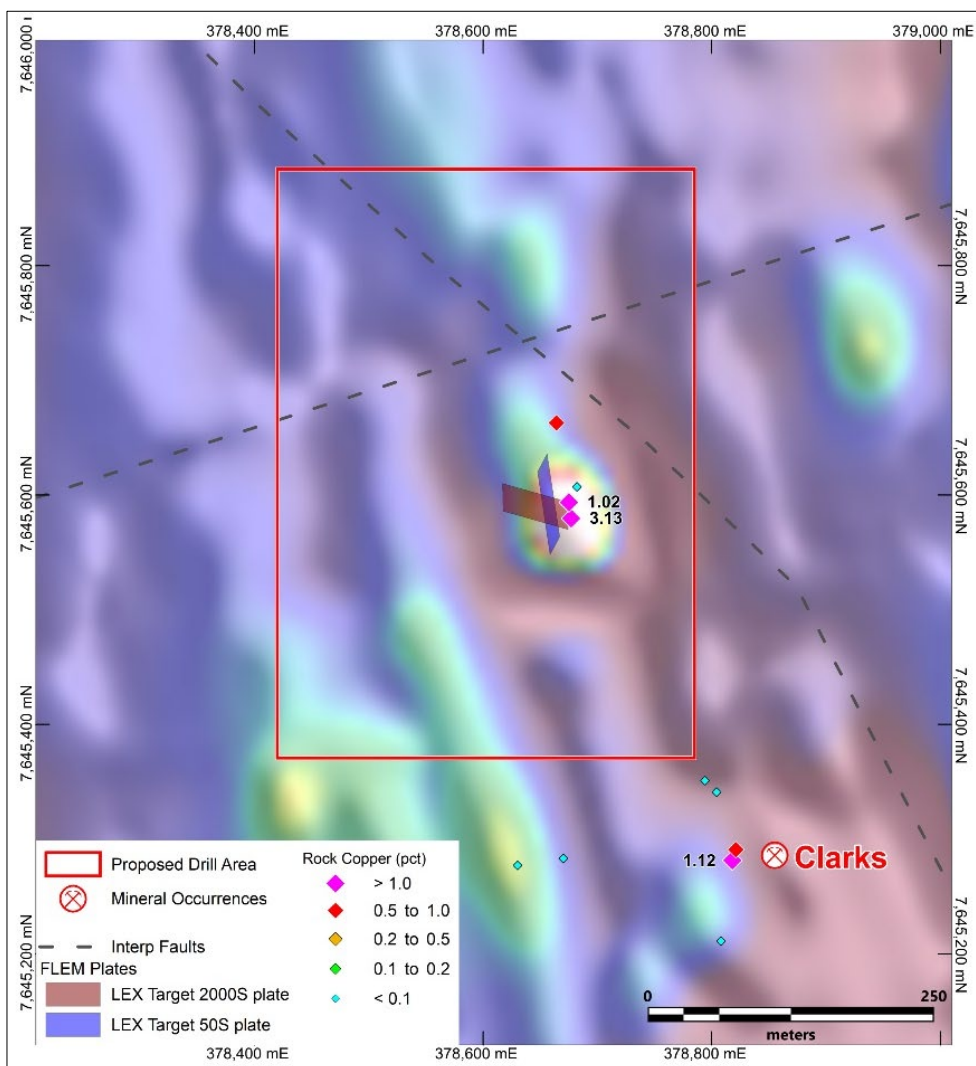 378,400 mE
378,600 mE
378,800 mE
379,000 mE
7,646,000 mN
7,645,800 mN
7,645,800 mN
7,645,600 mN
7,645,600 mN
1.02
3.13
7,645,400 mN
7,645,400 mN
1.12
Clarks
7,645,200 mN
7,645,200 mN
Proposed Drill Area
Mineral Occurrences
Interp Faults
FLEM Plates
LEX Target 2000S plate
LEX Target 50S plate
Rock Copper (pct)
> 1.0
0.5 to 1.0
0.2 to 0.5
0.1 to 0.2
< 0.1
0
250
meters
378,400 mE
378,600 mE
378,800 mE
379,000 mE